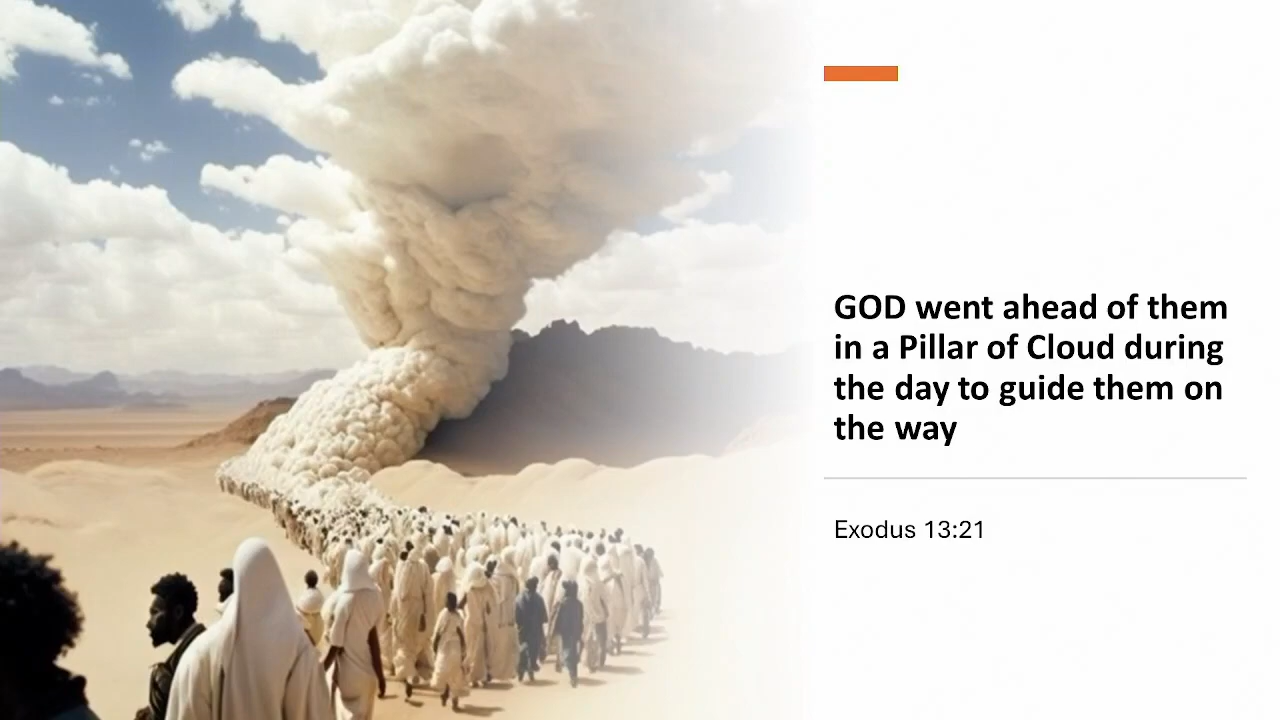 GOD went ahead of them
in a Pillar of Cloud during
the day to guide them on
the way
Exodus 13:21